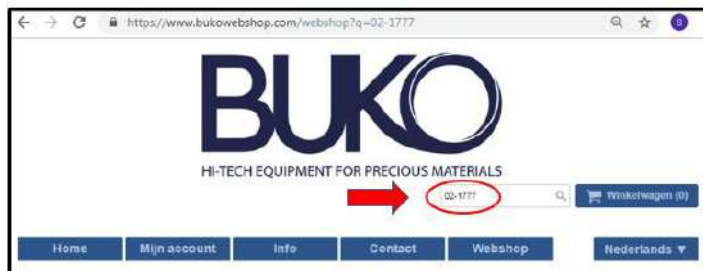 https://www.bukowebshop.com/webshop?q=02-1777
S
BUKO
HI-TECH EQUIPMENT FOR PRECIOUS MATERIALS
02-1777 Winkelwagen (0)
Home Mijn account Info Contact Webshop Nederlands ▼